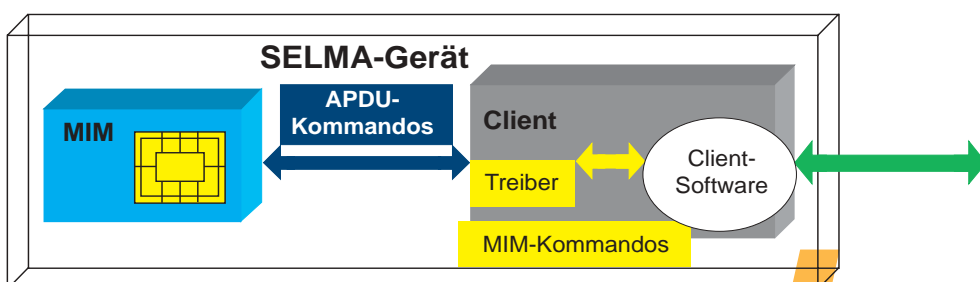 SELMA-Gerät
MIM
APDU-
Kommandos
Client
Treiber
Client-
Software
MIM-Kommandos